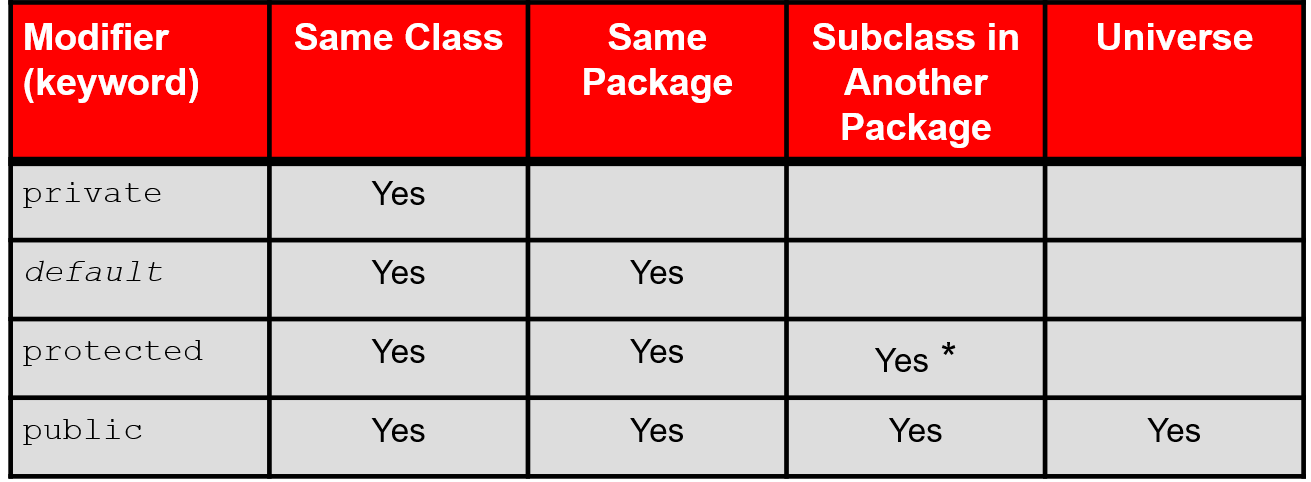 Modifier (keyword) Same Class Same Package Subclass in Another Package Universe
private Yes
default Yes Yes
protected Yes Yes Yes *
public Yes Yes Yes Yes